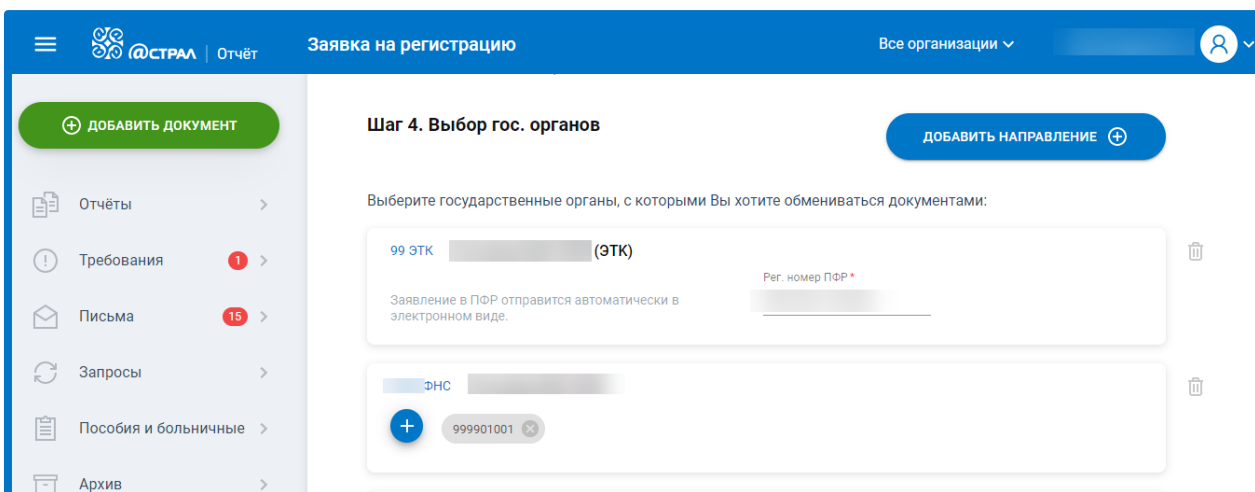 @СТРАЛ | Отчёт
Заявка на регистрацию
Все организации
ДОБАВИТЬ ДОКУМЕНТ
Шаг 4. Выбор гос. органов
ДОБАВИТЬ НАПРАВЛЕНИЕ
Отчёты
Выберите государственные органы, с которыми Вы хотите обмениваться документами:
Требования 1
99 ЭТК (ЭТК)
Рег. номер ПФР *
Заявление в ПФР отправится автоматически в
электронном виде.
Письма 15
Запросы
ФНС
Пособия и больничные
999901001
Архив